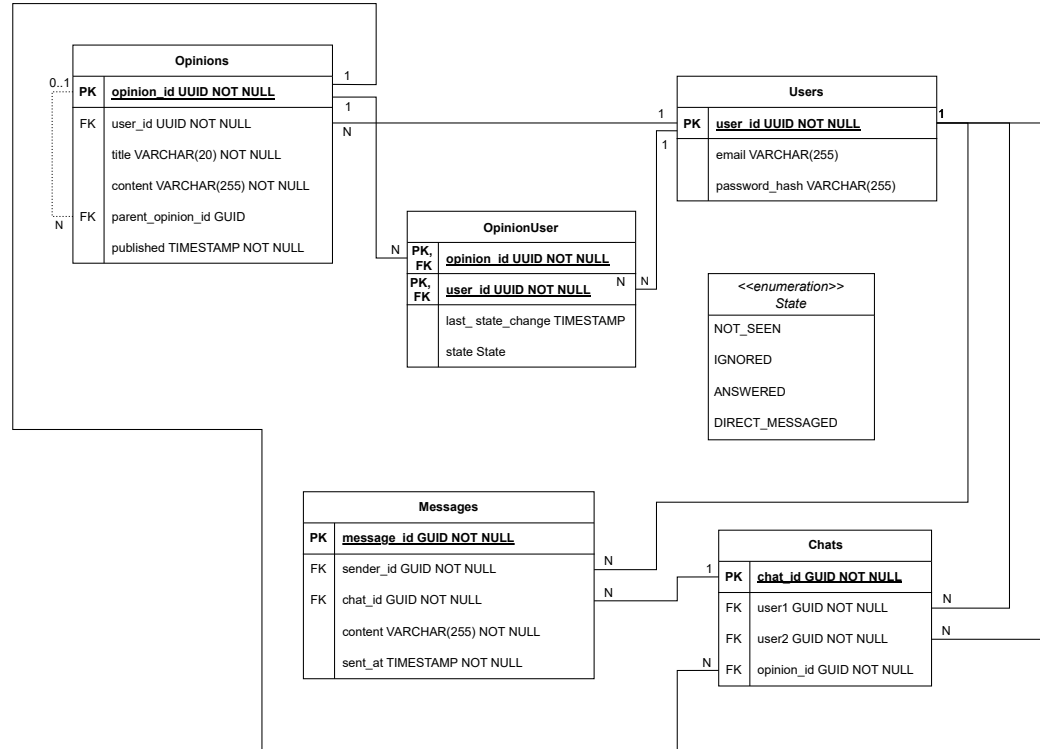 Opinions
PK opinion_id UUID NOT NULL
FK user_id UUID NOT NULL
title VARCHAR(20) NOT NULL
content VARCHAR(255) NOT NULL
FK parent_opinion_id GUID
published TIMESTAMP NOT NULL
0..1
N
1
1
N
1
1
Users
PK user_id UUID NOT NULL
email VARCHAR(255)
password_hash VARCHAR(255)
1
OpinionUser
PK, FK opinion_id UUID NOT NULL
PK, FK user_id UUID NOT NULL
last_ state_change TIMESTAMP
state State
N
N
N
<<enumeration>>
State
NOT_SEEN
IGNORED
ANSWERED
DIRECT_MESSAGED
Messages
PK message_id GUID NOT NULL
FK sender_id GUID NOT NULL
FK chat_id GUID NOT NULL
content VARCHAR(255) NOT NULL
sent_at TIMESTAMP NOT NULL
N
N
1
Chats
PK chat_id GUID NOT NULL
FK user1 GUID NOT NULL
FK user2 GUID NOT NULL
FK opinion_id GUID NOT NULL
N
N
N